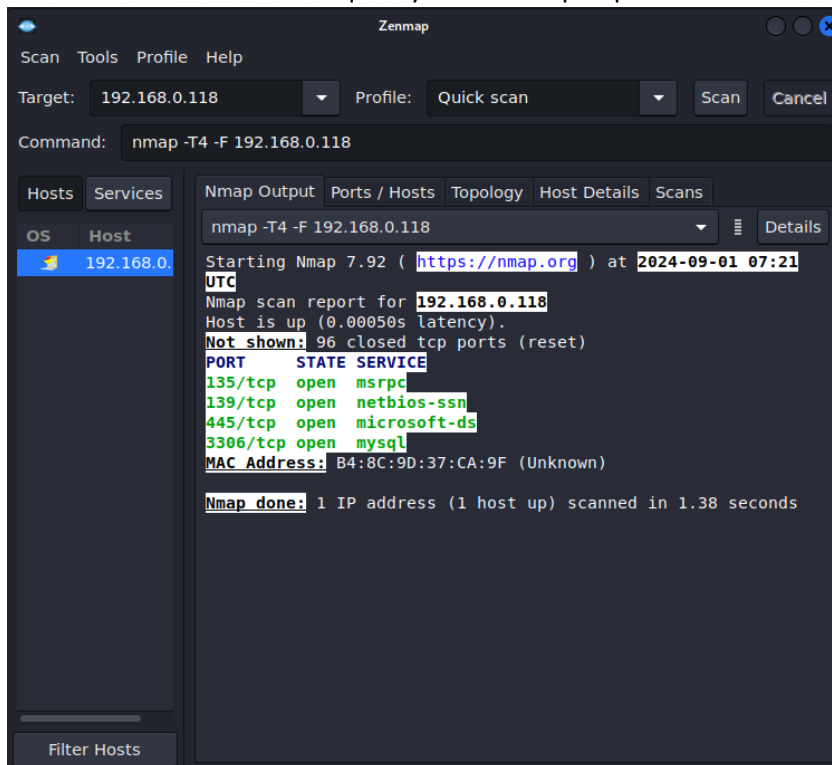 Zenmap
Scan Tools Profile Help
Target: 192.168.0.118 Profile: Quick scan Scan Cancel
Command: nmap -T4 -F 192.168.0.118
Hosts Services Nmap Output Ports / Hosts Topology Host Details Scans
nmap -T4 -F 192.168.0.118 Details
OS Host
192.168.0.
Starting Nmap 7.92 ( https://nmap.org ) at 2024-09-01 07:21
UTC
Nmap scan report for 192.168.0.118
Host is up (0.00050s latency).
Not shown: 96 closed tcp ports (reset)
PORT STATE SERVICE
135/tcp open msrpc
139/tcp open netbios-ssn
445/tcp open microsoft-ds
3306/tcp open mysql
MAC Address: B4:8C:9D:37:CA:9F (Unknown)
Nmap done: 1 IP address (1 host up) scanned in 1.38 seconds
Filter Hosts